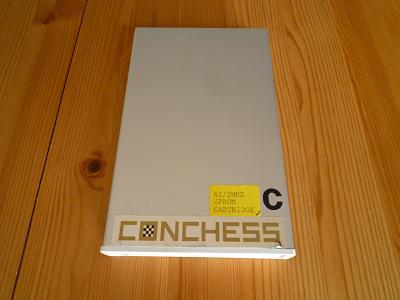 A2/2MHZ
EPROM
CARTRIDGE
C
CONCHESS